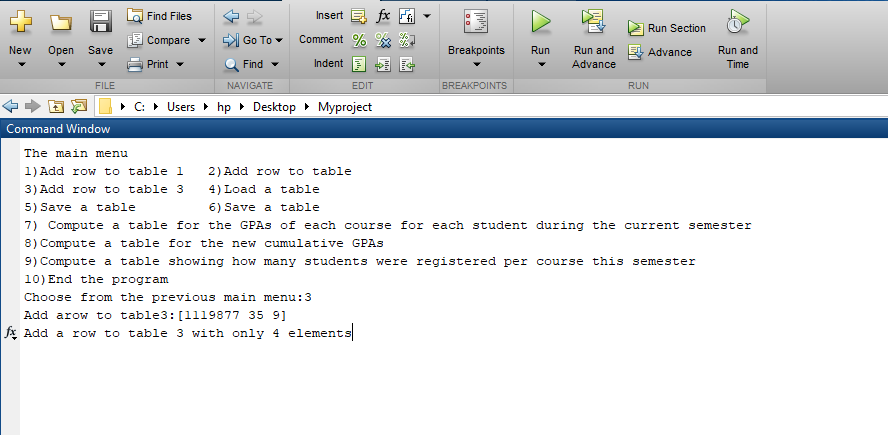 Insert fx fi
New Open Save Find Files Compare Print
Go To Find
Comment
Indent
Breakpoints
Run Run and Advance Run Section Advance Run and Time
FILE NAVIGATE EDIT BREAKPOINTS RUN
C: Users hp Desktop Myproject
Command Window
The main menu
1)Add row to table 1 2)Add row to table
3)Add row to table 3 4)Load a table
5)Save a table 6)Save a table
7) Compute a table for the GPAs of each course for each student during the current semester
8)Compute a table for the new cumulative GPAs
9)Compute a table showing how many students were registered per course this semester
10)End the program
Choose from the previous main menu:3
Add arow to table3:[1119877 35 9]
fx Add a row to table 3 with only 4 elements